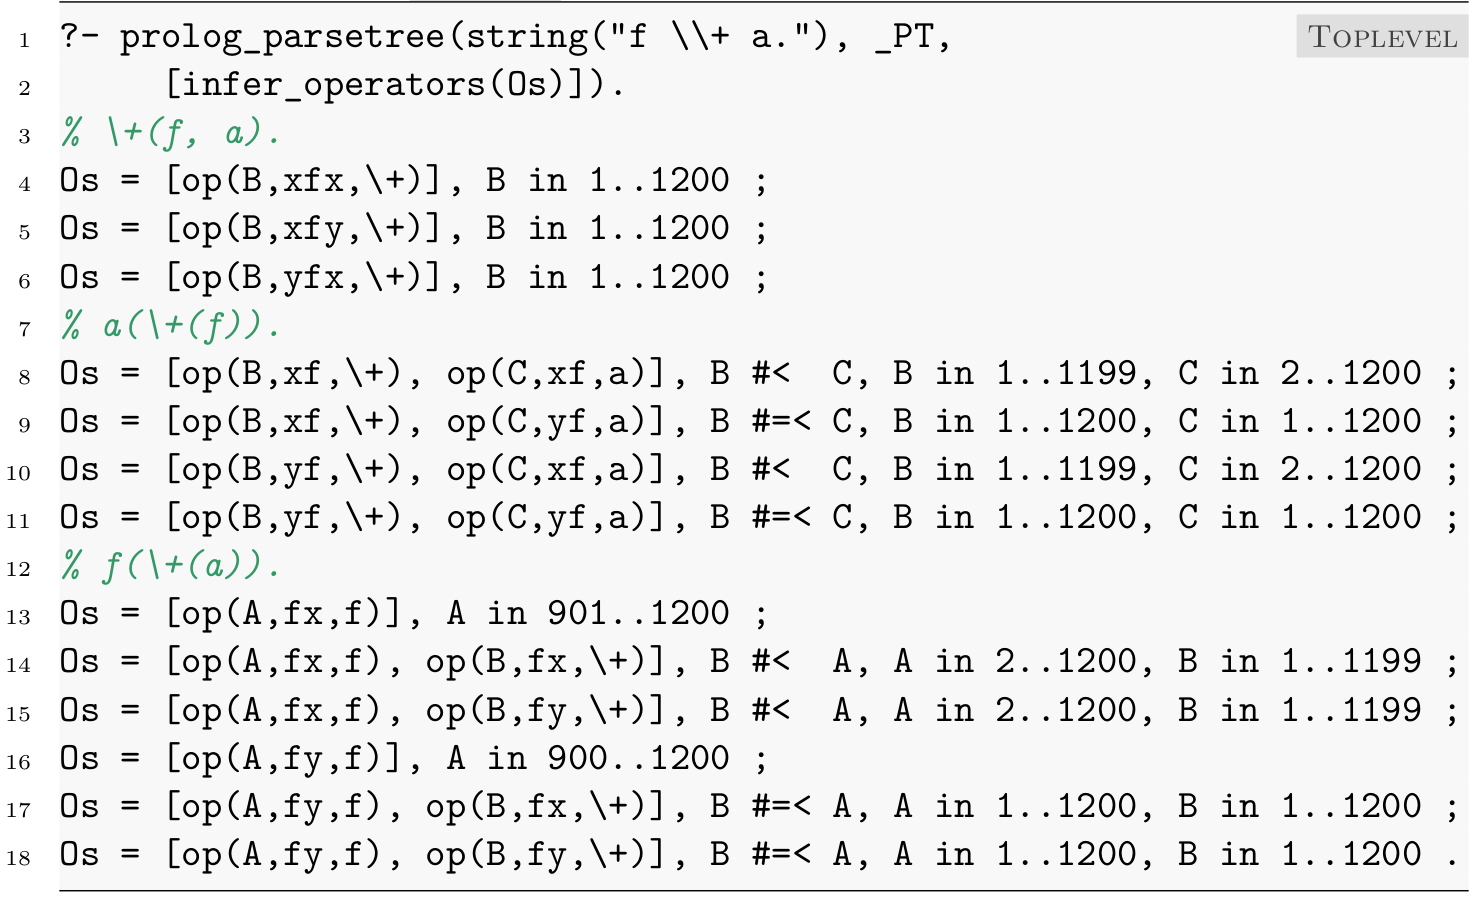 1 ?- prolog_parsetree(string("f \\+ a."), _PT, TOPLEVEL
2      [infer_operators(Os)]).
3 % \+(f, a).
4 Os = [op(B,xfx,\+)], B in 1..1200 ;
5 Os = [op(B,xfy,\+)], B in 1..1200 ;
6 Os = [op(B,yfx,\+)], B in 1..1200 ;
7 % a(\+(f)).
8 Os = [op(B,xf,\+), op(C,xf,a)], B #<  C, B in 1..1199, C in 2..1200 ;
9 Os = [op(B,xf,\+), op(C,yf,a)], B #=< C, B in 1..1200, C in 1..1200 ;
10 Os = [op(B,yf,\+), op(C,xf,a)], B #<  C, B in 1..1199, C in 2..1200 ;
11 Os = [op(B,yf,\+), op(C,yf,a)], B #=< C, B in 1..1200, C in 1..1200 ;
12 % f(\+(a)).
13 Os = [op(A,fx,f)], A in 901..1200 ;
14 Os = [op(A,fx,f), op(B,fx,\+)], B #<  A, A in 2..1200, B in 1..1199 ;
15 Os = [op(A,fx,f), op(B,fy,\+)], B #<  A, A in 2..1200, B in 1..1199 ;
16 Os = [op(A,fy,f)], A in 900..1200 ;
17 Os = [op(A,fy,f), op(B,fx,\+)], B #=< A, A in 1..1200, B in 1..1200 ;
18 Os = [op(A,fy,f), op(B,fy,\+)], B #=< A, A in 1..1200, B in 1..1200 .